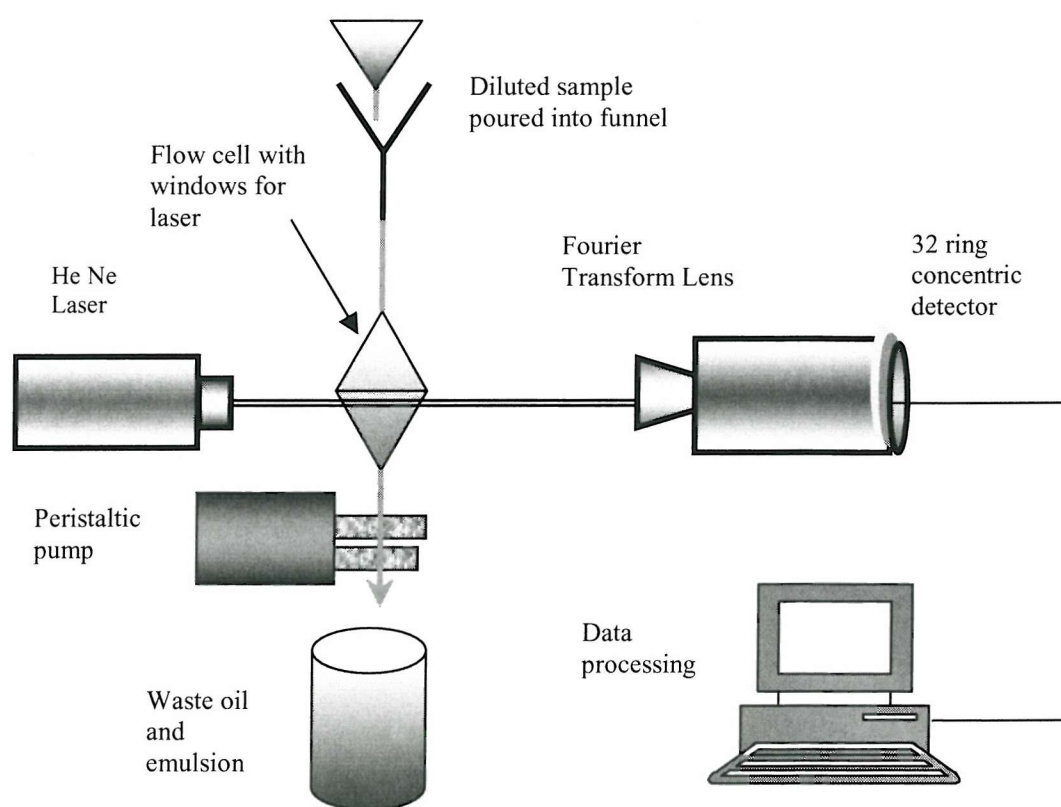 Diluted sample
poured into funnel
Flow cell with
windows for
laser
He Ne
Laser
Fourier
Transform Lens
32 ring
concentric
detector
Peristaltic
pump
Data
processing
Waste oil
and
emulsion